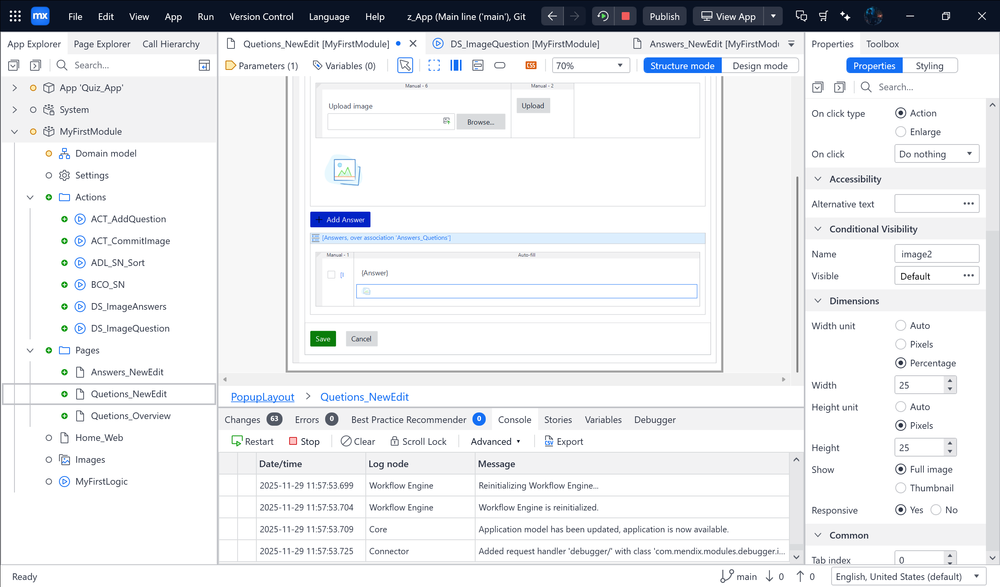 mx File Edit View App Run Version Control Language Help z_App (Main line ('main'), Git Publish View App
App Explorer Page Explorer Call Hierarchy
Search...
App 'Quiz_App'
System
MyFirstModule
Domain model
Settings
Actions
ACT_AddQuestion
ACT_CommitImage
ADL_SN_Sort
BCO_SN
DS_ImageAnswers
DS_ImageQuestion
Pages
Answers_NewEdit
Quetions_NewEdit
Quetions_Overview
Home_Web
Images
MyFirstLogic
Quetions_NewEdit [MyFirstModule] DS_ImageQuestion [MyFirstModule] Answers_NewEdit [MyFirstModu
Parameters (1) Variables (0) CSS 70% Structure mode Design mode
Manual - 6 Manual - 2
Upload image
Upload
Browse...
Add Answer
[Answers, over association 'Answers_Quetions']
Manual - 1 Auto-fill
[I
{Answer}
Save Cancel
PopupLayout > Quetions_NewEdit
Changes 63 Errors 0 Best Practice Recommender 0 Console Stories Variables Debugger
Restart Stop Clear Scroll Lock Advanced CSV Export
Date/time Log node Message
2025-11-29 11:57:53.699 Workflow Engine Reinitializing Workflow Engine...
2025-11-29 11:57:53.704 Workflow Engine Workflow Engine is reinitialized.
2025-11-29 11:57:53.709 Core Application model has been updated, application is now available.
2025-11-29 11:57:53.725 Connector Added request handler 'debugger/' with class 'com.mendix.modules.debugger.i...
Properties Toolbox
Properties Styling
Search...
On click type Action
Enlarge
On click Do nothing
Accessibility
Alternative text
Conditional Visibility
Name image2
Visible Default
Dimensions
Width unit Auto
Pixels
Percentage
Width 25
Height unit Auto
Pixels
Height 25
Show Full image
Thumbnail
Responsive Yes No
Common
Tab index 0
Ready main 0 0 English, United States (default)